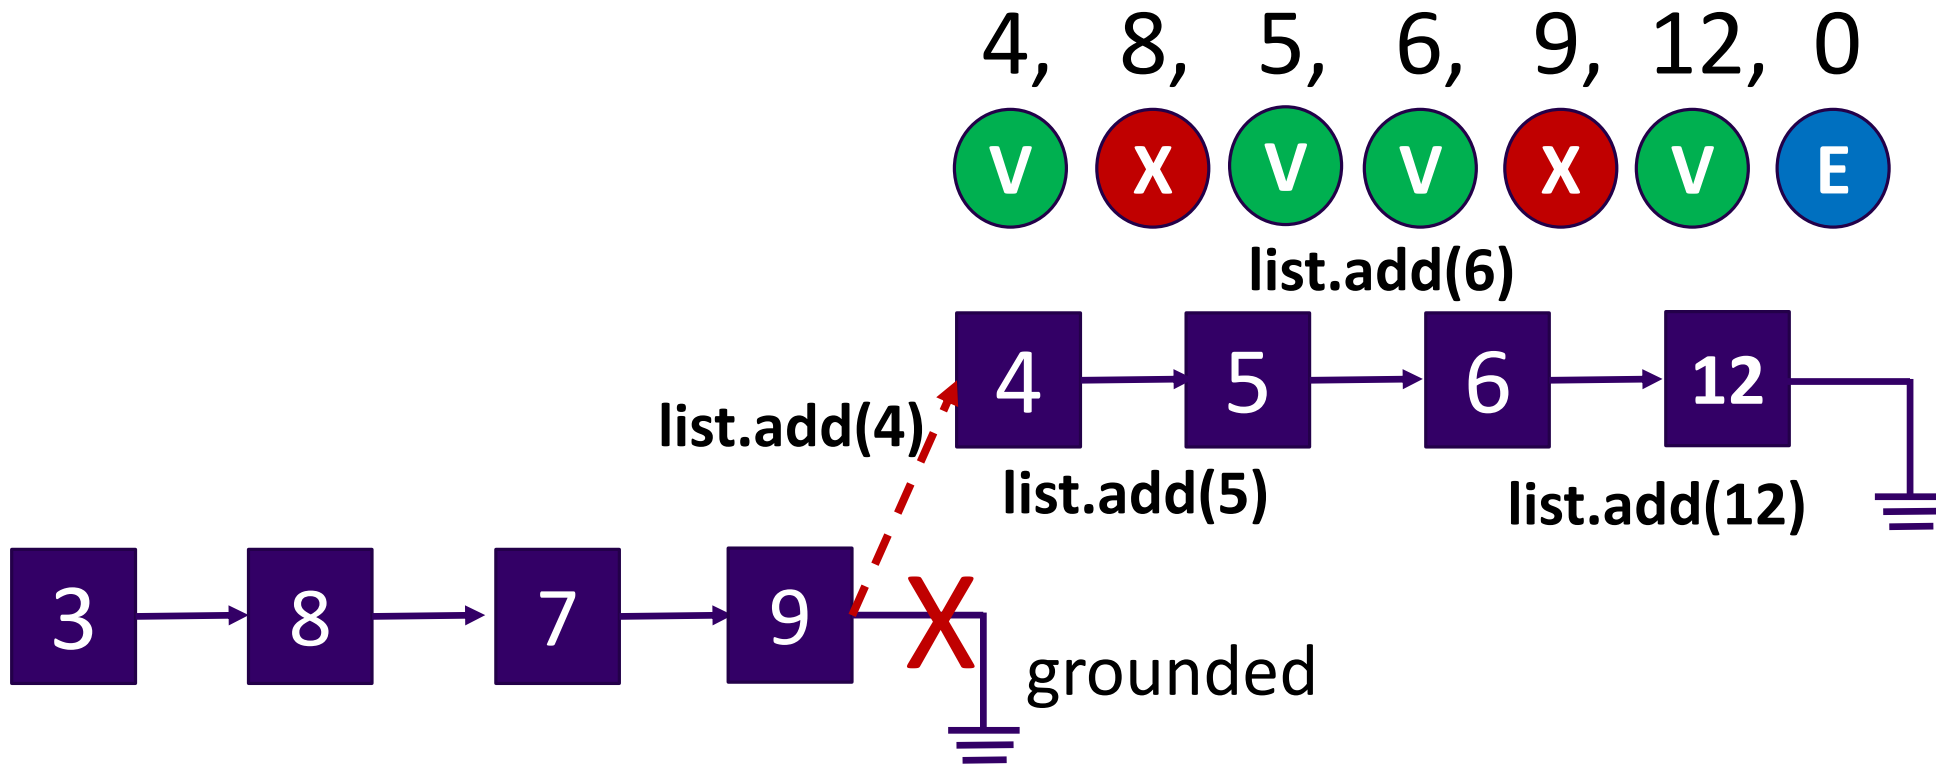 4, 8, 5, 6, 9, 12, 0
V X V V X V E
list.add(6)
4 5 6 12
list.add(4)
list.add(5) list.add(12)
3 8 7 9 X
grounded